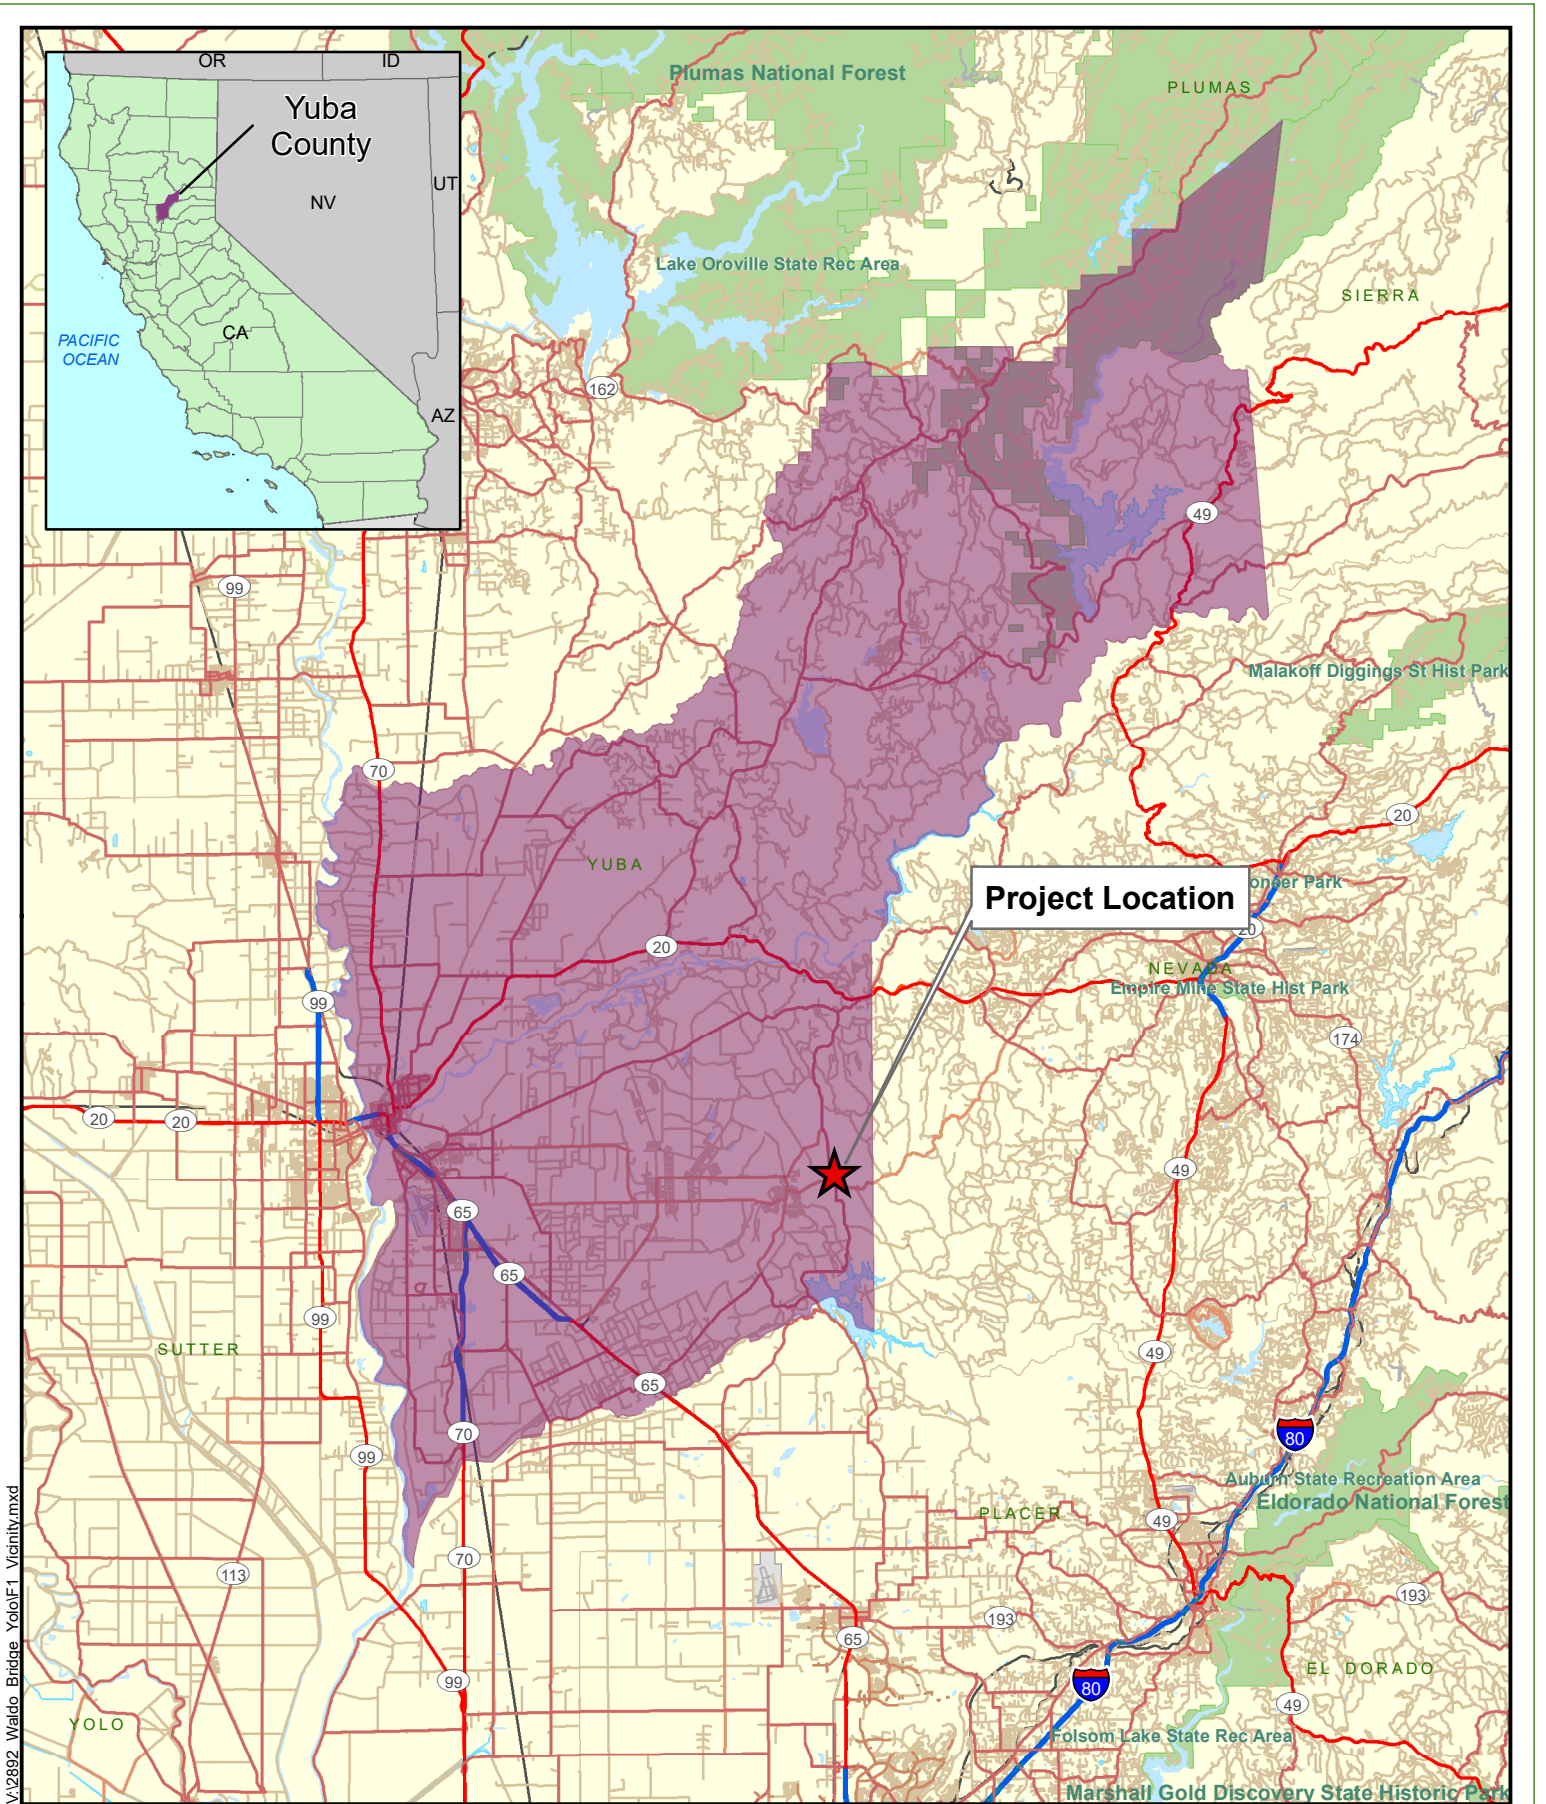 OR
ID
Yuba
County
UT
NV
PACIFIC
OCEAN
CA
AZ
Plumas National Forest
PLUMAS
Lake Oroville State Rec Area
SIERRA
162
49
99
Malakoff Diggings St Hist Park
70
20
YUBA
oneer Park
Project Location
20
20
NEVADA
Empire Mine State Hist Park
99
174
20
20
49
65
65
99
SUTTER
49
65
70
99
80
Auburn State Recreation Area
Eldorado National Forest
PLACER
49
70
113
193
193
65
EL DORADO
99
80
49
YOLO
Folsom Lake State Rec Area
Marshall Gold Discovery State Historic Park
V:\2892_Waldo_Bridge_Yolo\F1_Vicinity.mxd